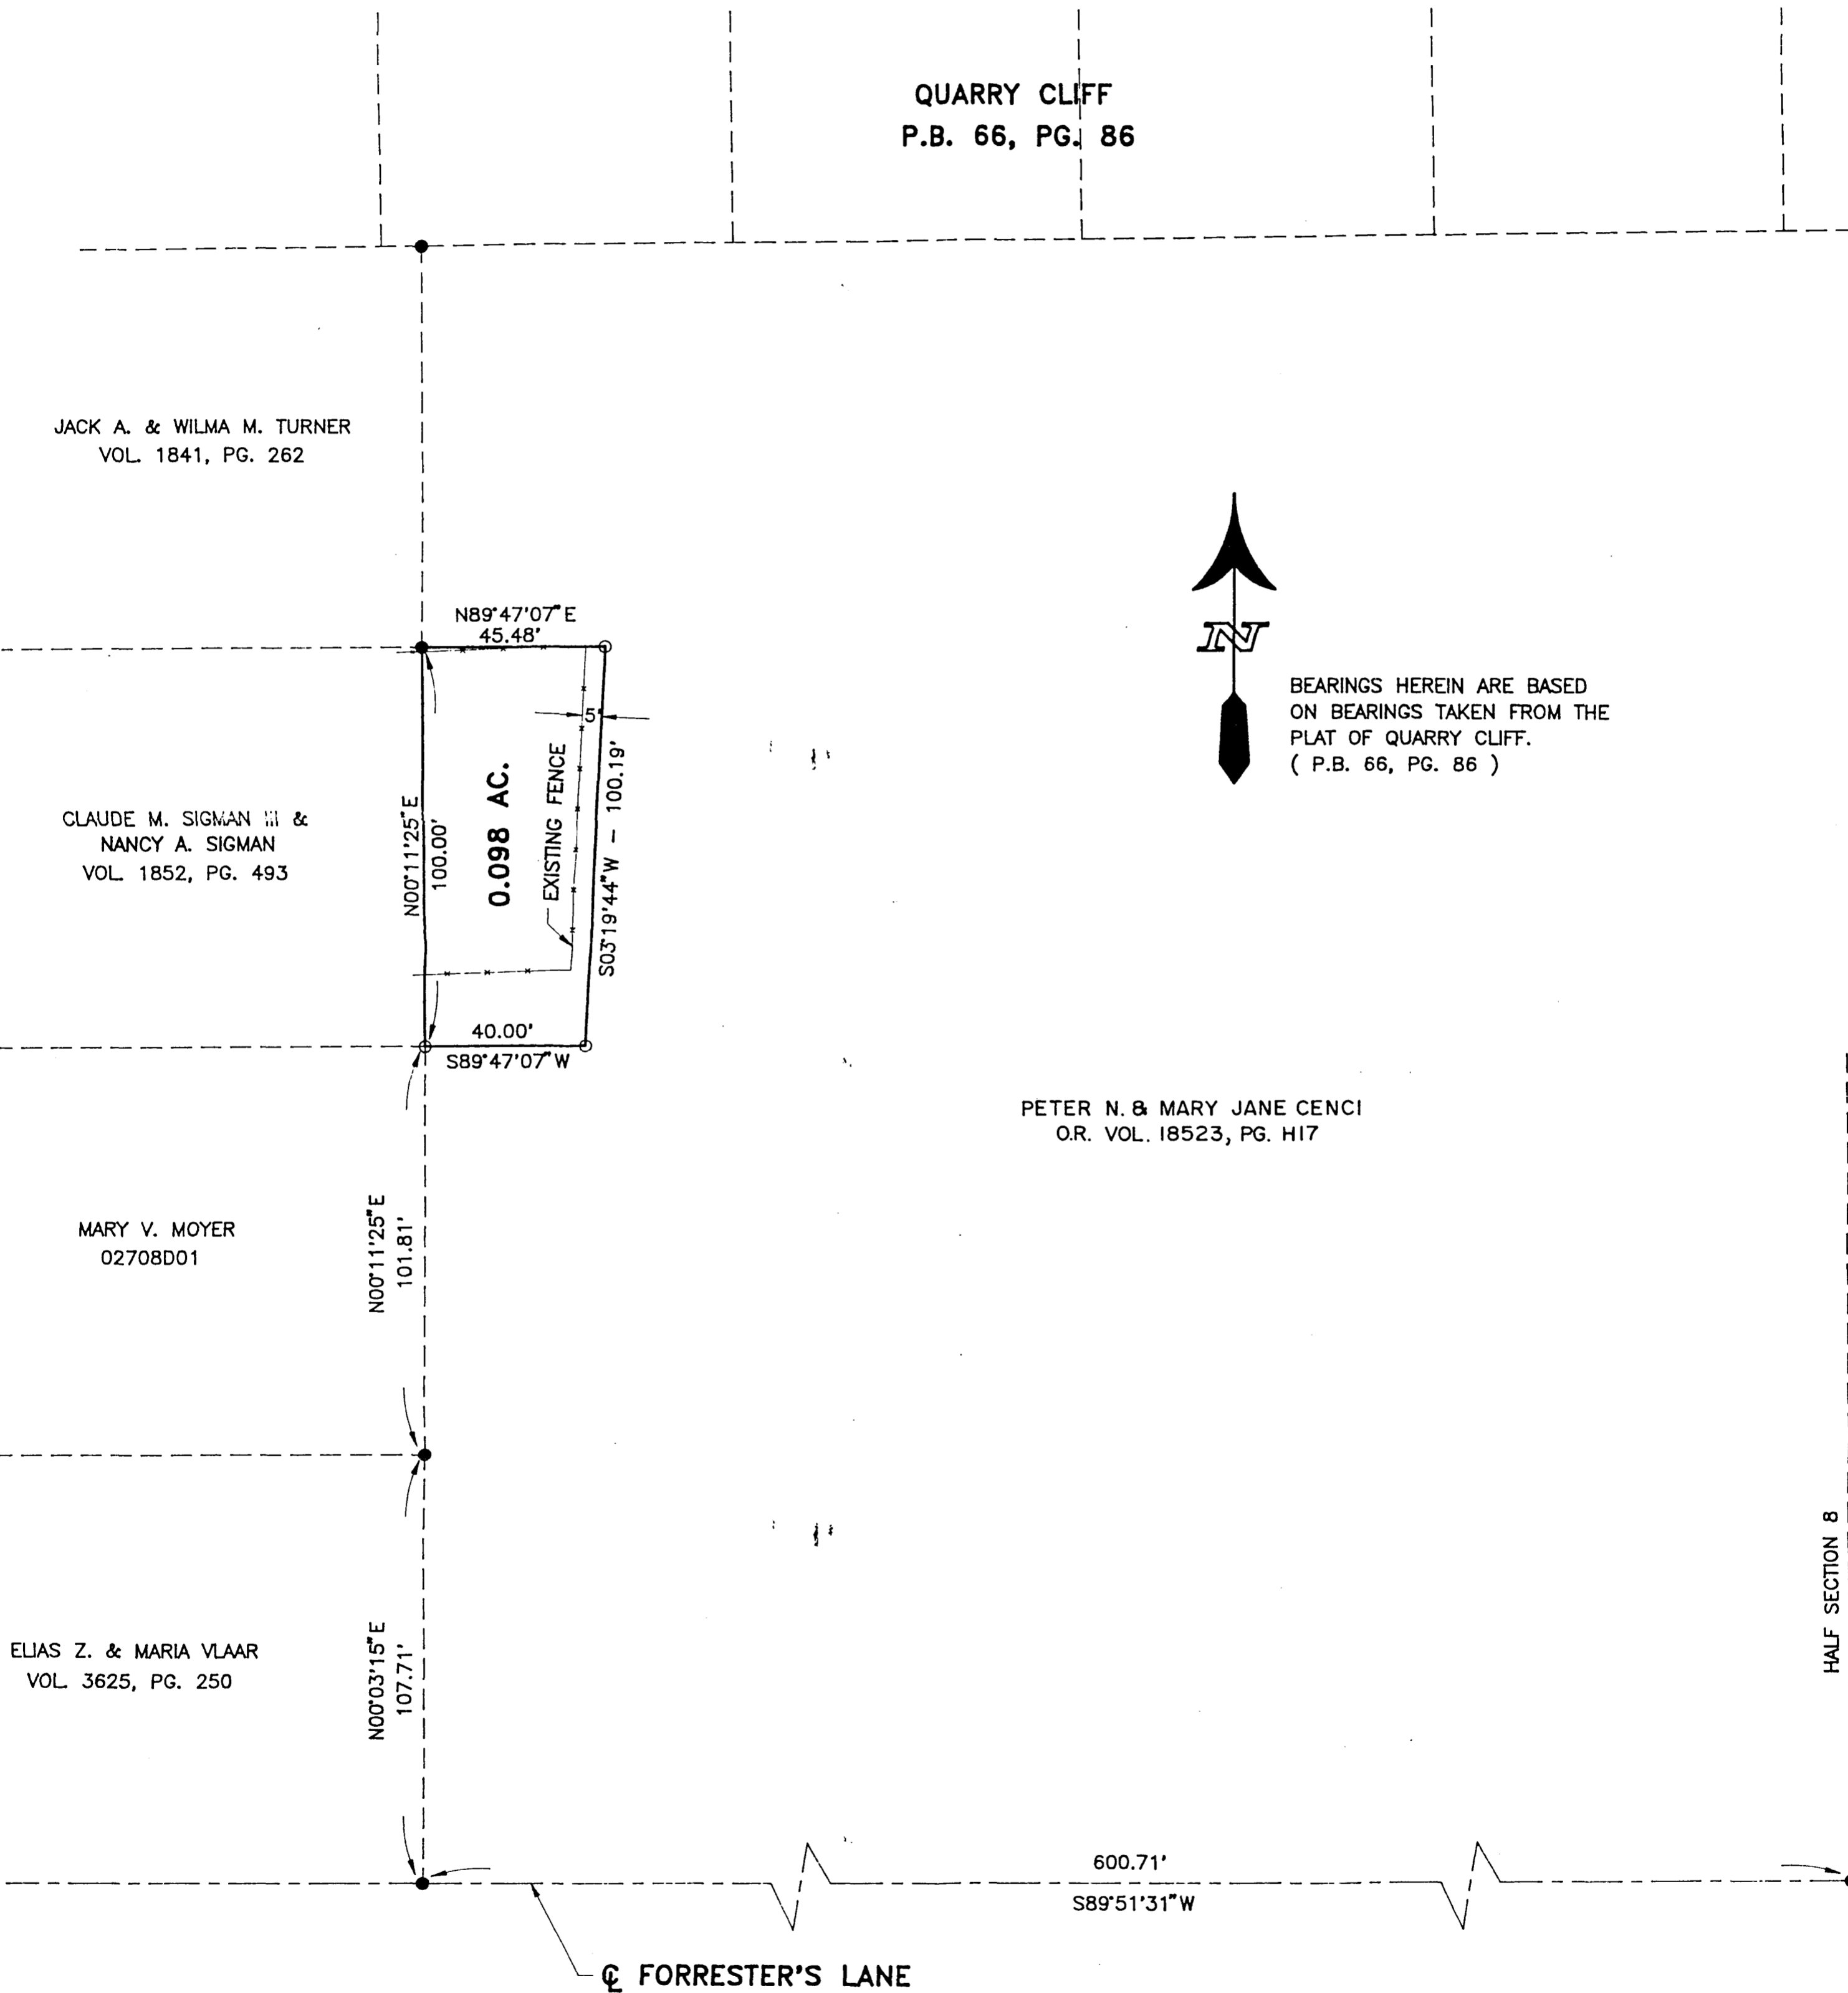 QUARRY CLIFF
P.B. 66, PG. 86
JACK A. & WILMA M. TURNER
VOL. 1841, PG. 262
N89°47'07"E
45.48'
N
BEARINGS HEREIN ARE BASED
ON BEARINGS TAKEN FROM THE
PLAT OF QUARRY CLIFF.
( P.B. 66, PG. 86 )
5'
CLAUDE M. SIGMAN III &
NANCY A. SIGMAN
VOL. 1852, PG. 493
N00°11'25"E
100.00'
0.098 AC.
EXISTING FENCE
S03°19'44"W - 100.19'
40.00'
S89°47'07"W
PETER N. & MARY JANE CENCI
O.R. VOL. 18523, PG. H17
MARY V. MOYER
02708D01
N00°11'25"E
101.81'
HALF SECTION 8
ELIAS Z. & MARIA VLAAR
VOL. 3625, PG. 250
N00°03'15"E
107.71'
600.71'
S89°51'31"W
℄ FORRESTER'S LANE